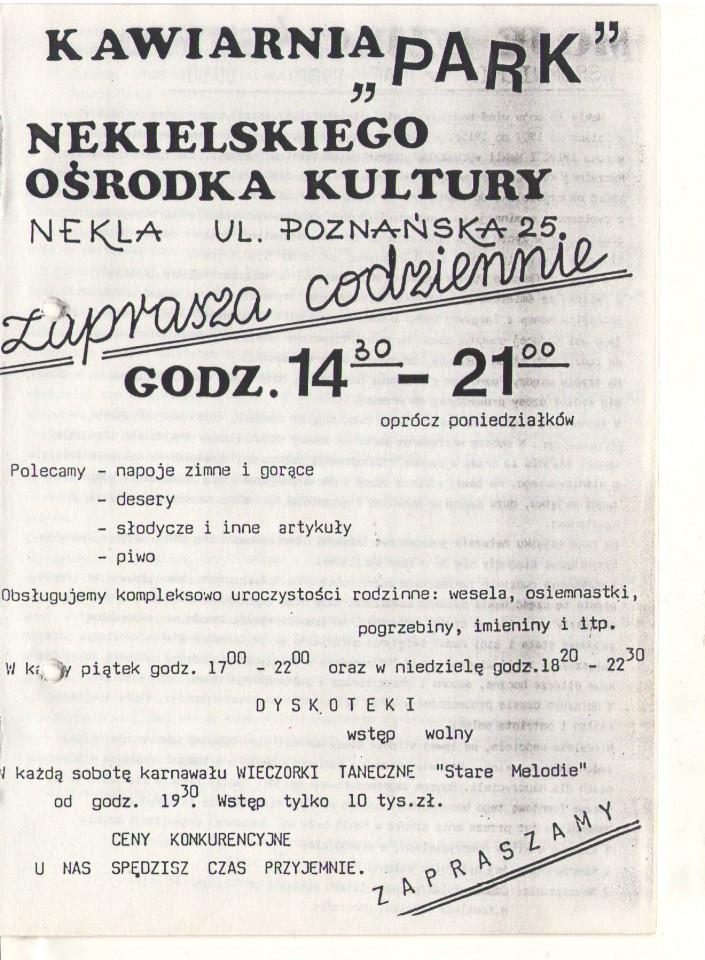 KAWIARNIA „PARK”
NEKIELSKIEGO
OŚRODKA KULTURY
NEKLA UL. POZNAŃSKA 25.
zaprasza codziennie
GODZ. 14³⁰ – 21⁰⁰
oprócz poniedziałków
Polecamy – napoje zimne i gorące
– desery
– słodycze i inne artykuły
– piwo
Obsługujemy kompleksowo uroczystości rodzinne: wesela, osiemnastki,
pogrzebiny, imieniny i itp.
W piątek godz. 17⁰⁰ – 22⁰⁰ oraz w niedzielę godz.18²⁰ – 22³⁰
DYSKOTEKI
wstęp wolny
W każdą sobotę karnawału WIECZORKI TANECZNE "Stare Melodie"
od godz. 19³⁰. Wstęp tylko 10 tys.zł.
CENY KONKURENCYJNE
U NAS SPĘDZISZ CZAS PRZYJEMNIE.
ZAPRASZAMY